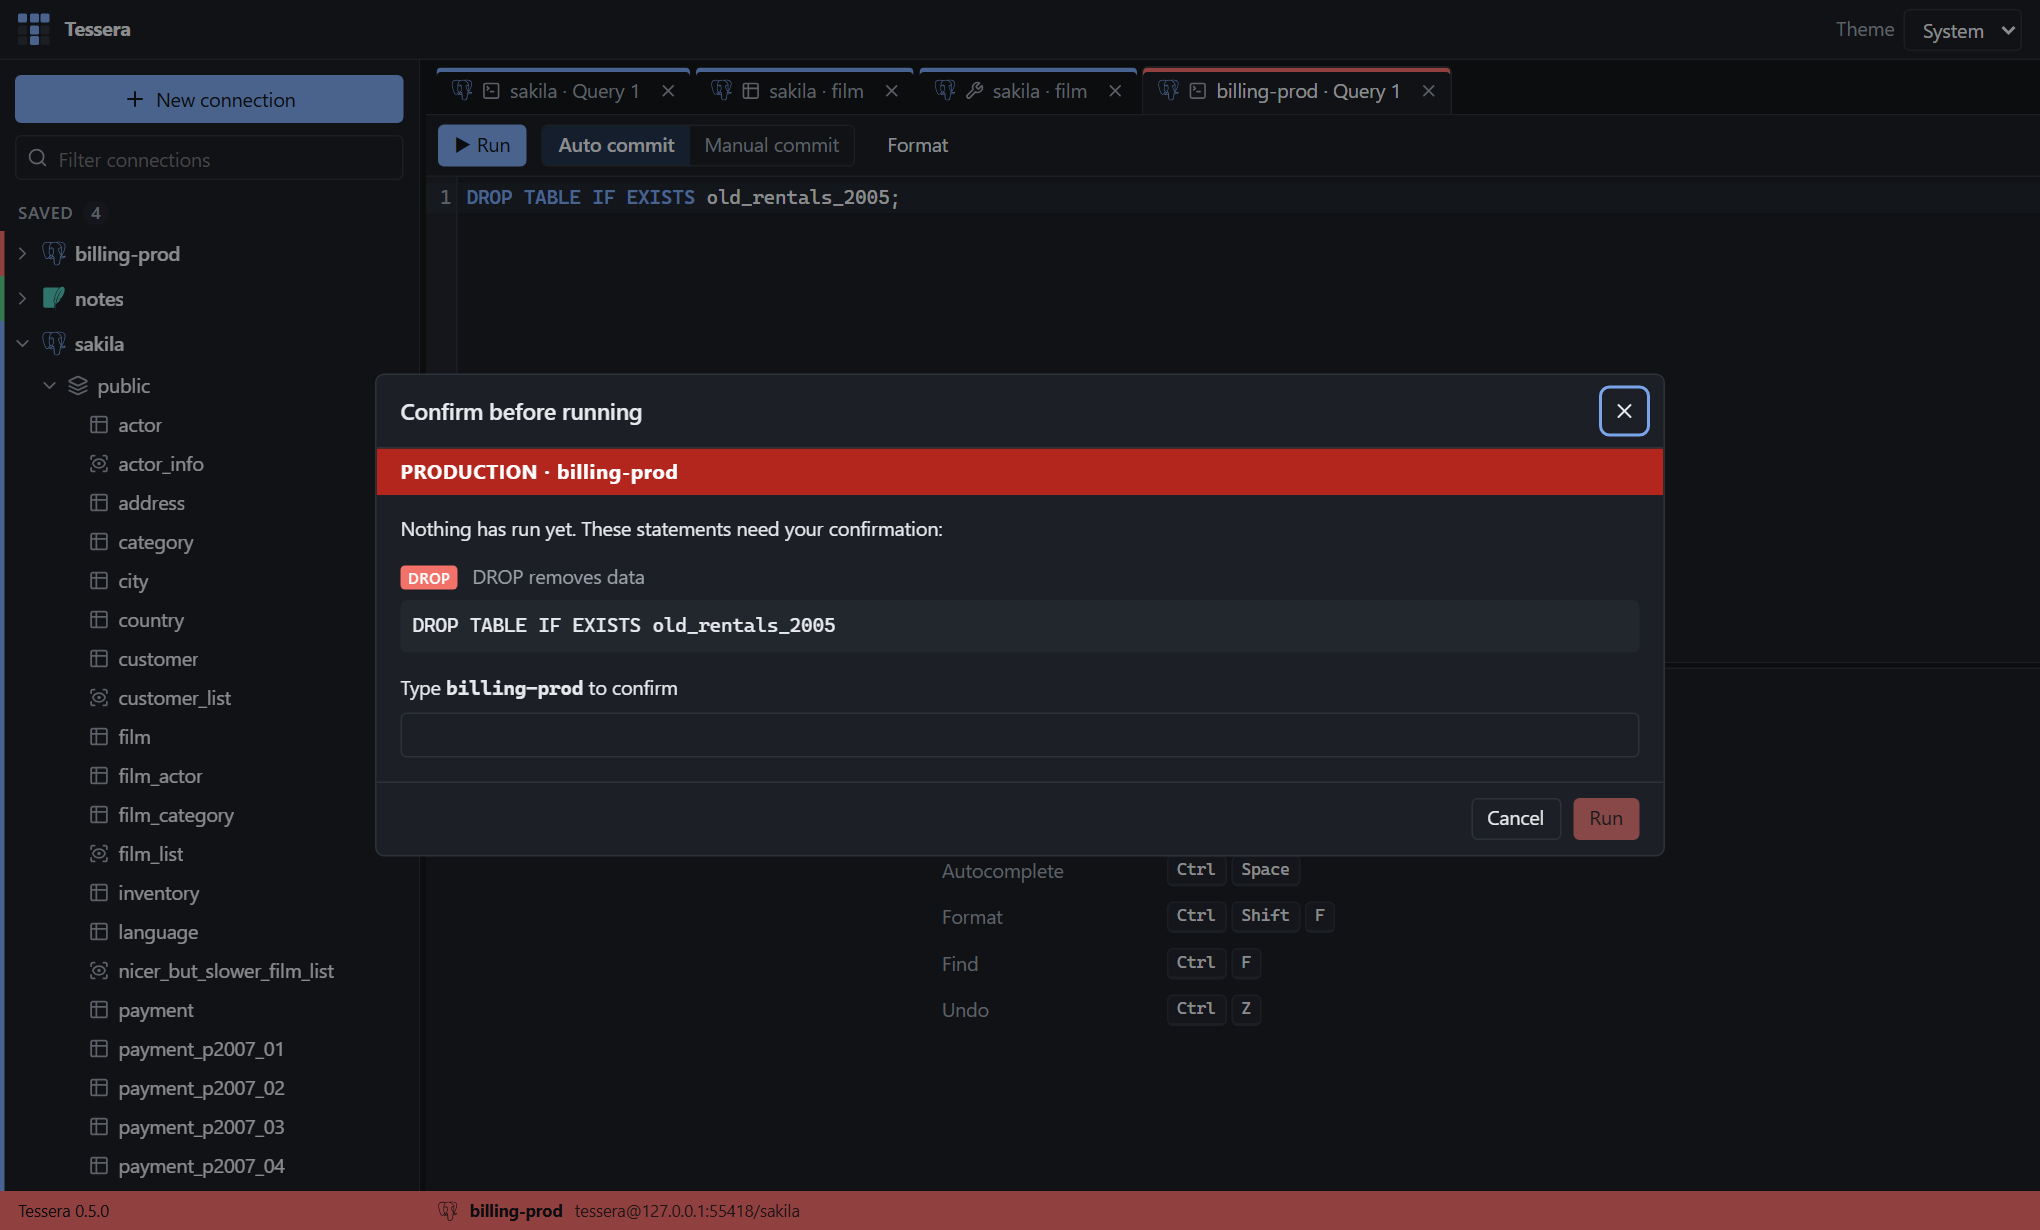 Tessera
Theme System
New connection
Filter connections
SAVED 4
billing-prod
notes
sakila
public
actor
actor_info
address
category
city
country
customer
customer_list
film
film_actor
film_category
film_list
inventory
language
nicer_but_slower_film_list
payment
payment_p2007_01
payment_p2007_02
payment_p2007_03
payment_p2007_04
sakila · Query 1
sakila · film
sakila · film
billing-prod · Query 1
Run Auto commit Manual commit Format
1 DROP TABLE IF EXISTS old_rentals_2005;
Confirm before running
PRODUCTION · billing-prod
Nothing has run yet. These statements need your confirmation:
DROP DROP removes data
DROP TABLE IF EXISTS old_rentals_2005
Type billing-prod to confirm
Cancel Run
Autocomplete Ctrl Space
Format Ctrl Shift F
Find Ctrl F
Undo Ctrl Z
Tessera 0.5.0 billing-prod tessera@127.0.0.1:55418/sakila